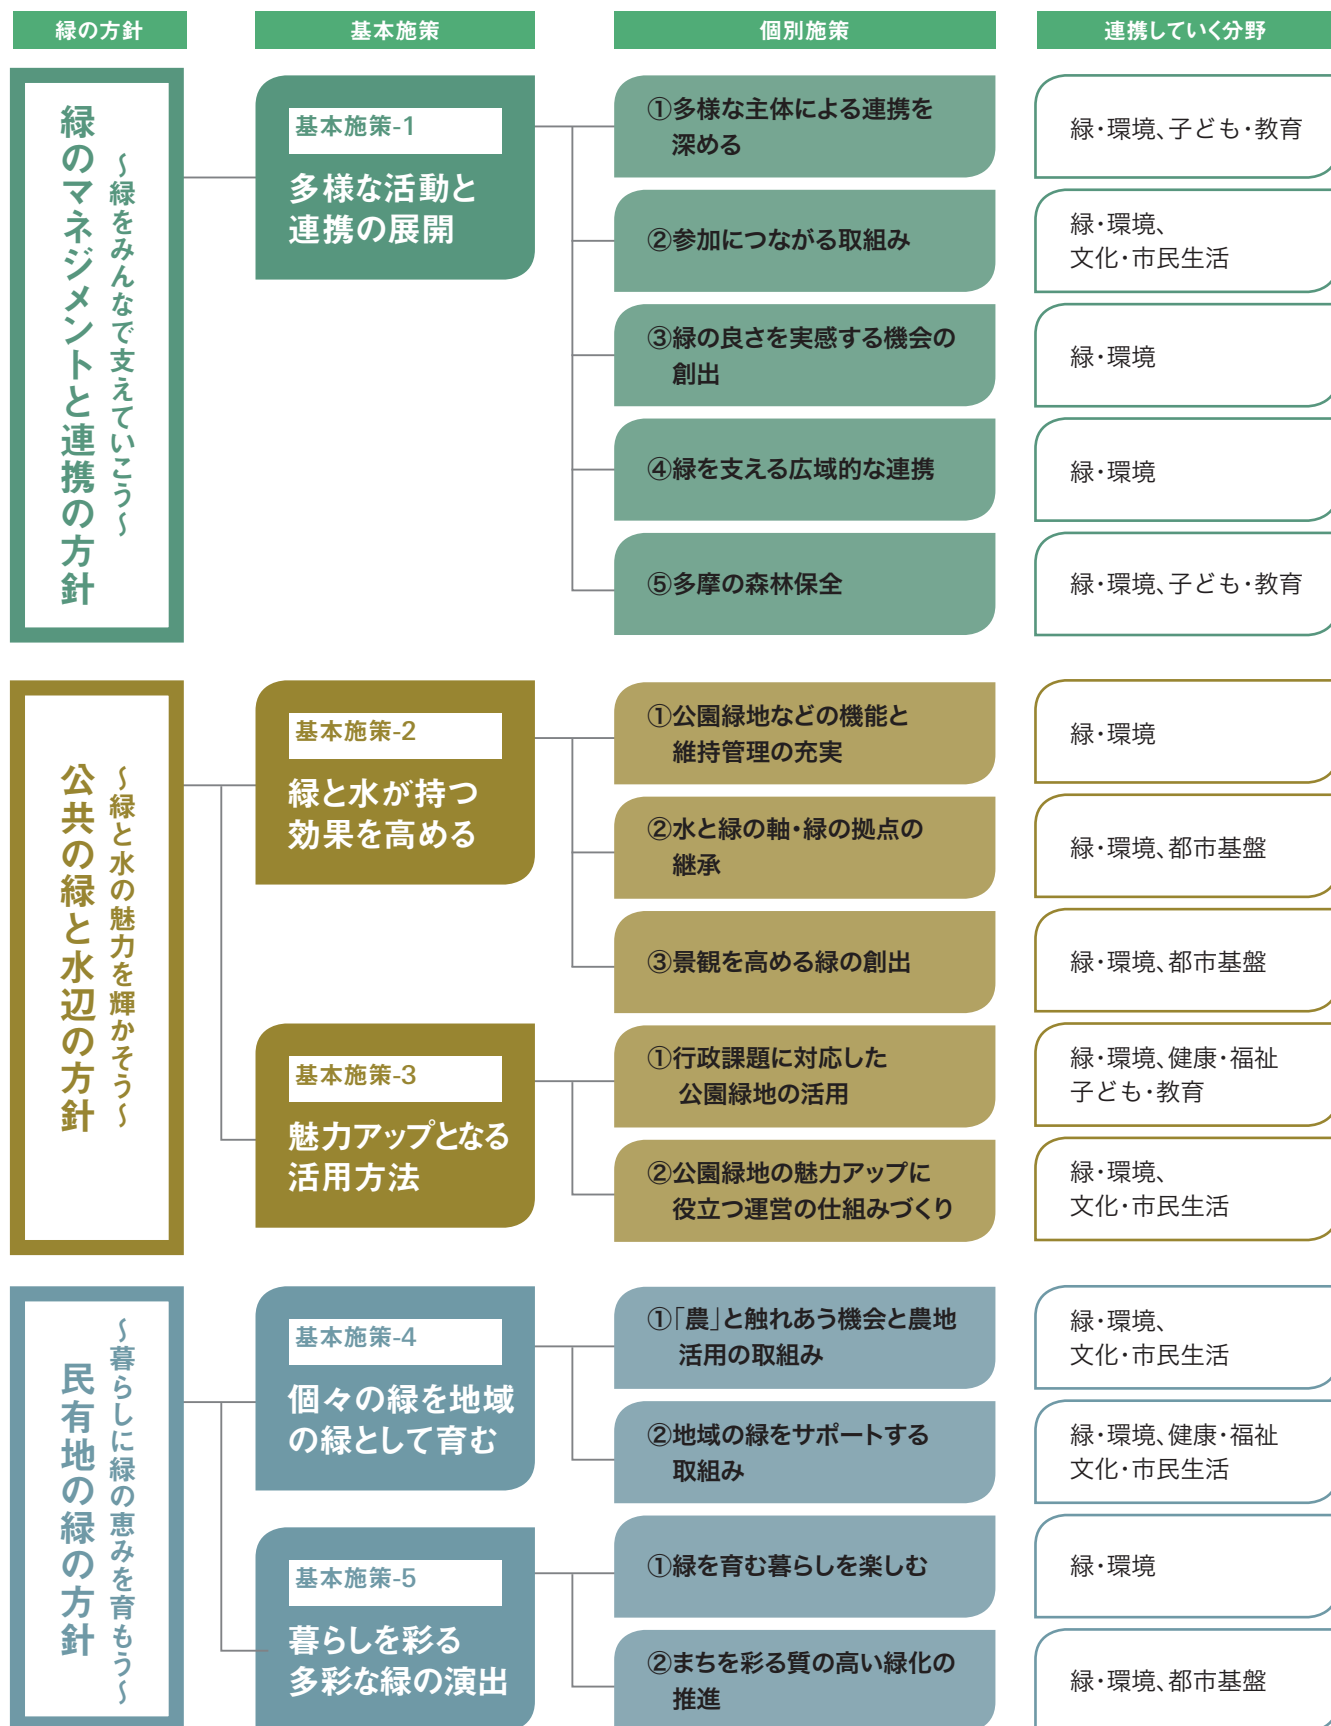 緑の方針
基本施策
個別施策
連携していく分野
緑のマネジメントと連携の方針
～緑をみんなで支えていこう～
基本施策-1
多様な活動と
連携の展開
①多様な主体による連携を
深める
緑・環境、子ども・教育
②参加につながる取組み
緑・環境、
文化・市民生活
③緑の良さを実感する機会の
創出
緑・環境
④緑を支える広域的な連携
緑・環境
⑤多摩の森林保全
緑・環境、子ども・教育
公共の緑と水辺の方針
～緑と水の魅力を輝かそう～
基本施策-2
緑と水が持つ
効果を高める
①公園緑地などの機能と
維持管理の充実
緑・環境
②水と緑の軸・緑の拠点の
継承
緑・環境、都市基盤
③景観を高める緑の創出
緑・環境、都市基盤
基本施策-3
魅力アップとなる
活用方法
①行政課題に対応した
公園緑地の活用
緑・環境、健康・福祉
子ども・教育
②公園緑地の魅力アップに
役立つ運営の仕組みづくり
緑・環境、
文化・市民生活
民有地の緑の方針
～暮らしに緑の恵みを育もう～
基本施策-4
個々の緑を地域
の緑として育む
①「農」と触れあう機会と農地
活用の取組み
緑・環境、
文化・市民生活
②地域の緑をサポートする
取組み
緑・環境、健康・福祉
文化・市民生活
基本施策-5
暮らしを彩る
多彩な緑の演出
①緑を育む暮らしを楽しむ
緑・環境
②まちを彩る質の高い緑化の
推進
緑・環境、都市基盤